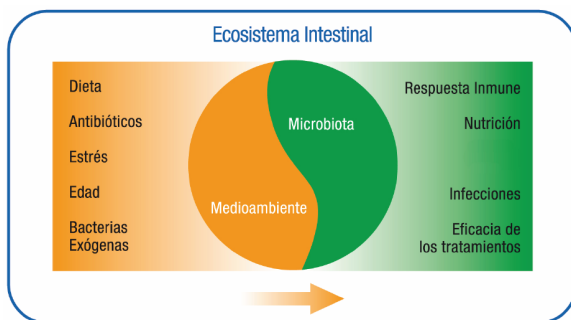 Ecosistema Intestinal
Dieta
Antibióticos
Estrés
Edad
Bacterias
Exógenas
Microbiota
Medioambiente
Respuesta Inmune
Nutrición
Infecciones
Eficacia de
los tratamientos